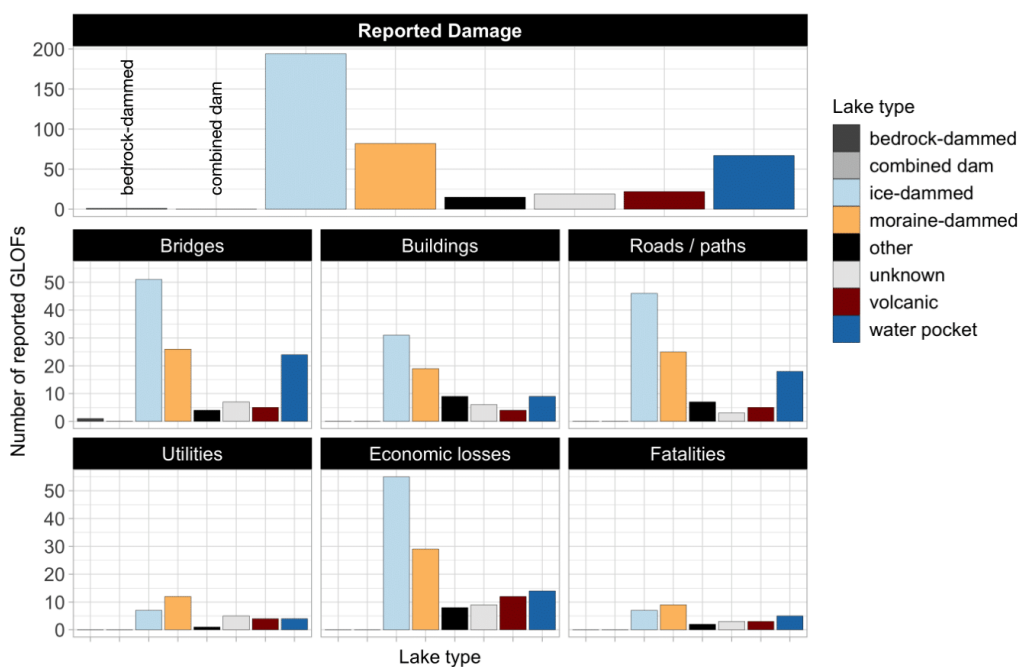 Reported Damage
200
150
100
50
0
bedrock-dammed
combined dam
Number of reported GLOFs
Bridges
Buildings
Roads / paths
50
40
30
20
10
0
Utilities
Economic losses
Fatalities
50
40
30
20
10
0
Lake type
Lake type
bedrock-dammed
combined dam
ice-dammed
moraine-dammed
other
unknown
volcanic
water pocket